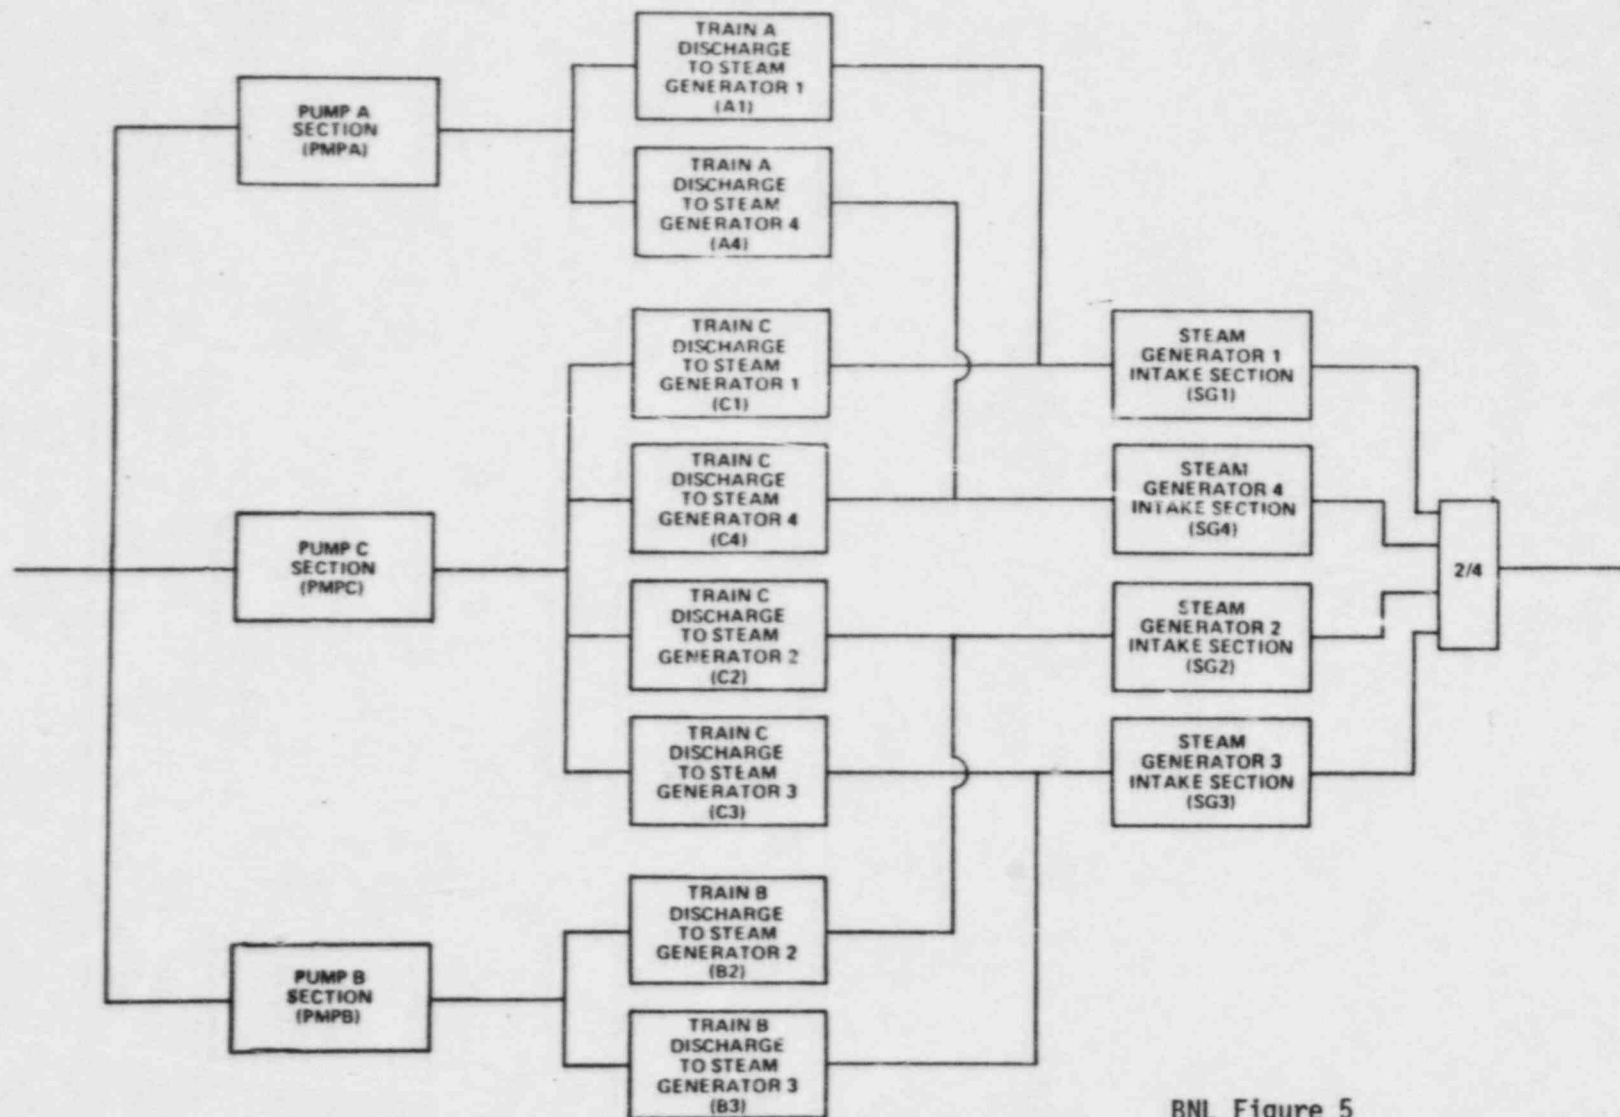 TRAIN A
DISCHARGE
TO STEAM
GENERATOR 1
(A1)
PUMP A
SECTION
(PMPA)
TRAIN A
DISCHARGE
TO STEAM
GENERATOR 4
(A4)
TRAIN C
DISCHARGE
TO STEAM
GENERATOR 1
(C1)
STEAM
GENERATOR 1
INTAKE SECTION
(SG1)
TRAIN C
DISCHARGE
TO STEAM
GENERATOR 4
(C4)
STEAM
GENERATOR 4
INTAKE SECTION
(SG4)
PUMP C
SECTION
(PMPC)
2/4
TRAIN C
DISCHARGE
TO STEAM
GENERATOR 2
(C2)
STEAM
GENERATOR 2
INTAKE SECTION
(SG2)
TRAIN C
DISCHARGE
TO STEAM
GENERATOR 3
(C3)
STEAM
GENERATOR 3
INTAKE SECTION
(SG3)
TRAIN B
DISCHARGE
TO STEAM
GENERATOR 2
(B2)
PUMP B
SECTION
(PMPB)
TRAIN B
DISCHARGE
TO STEAM
GENERATOR 3
(B3)
BNL Figure 5